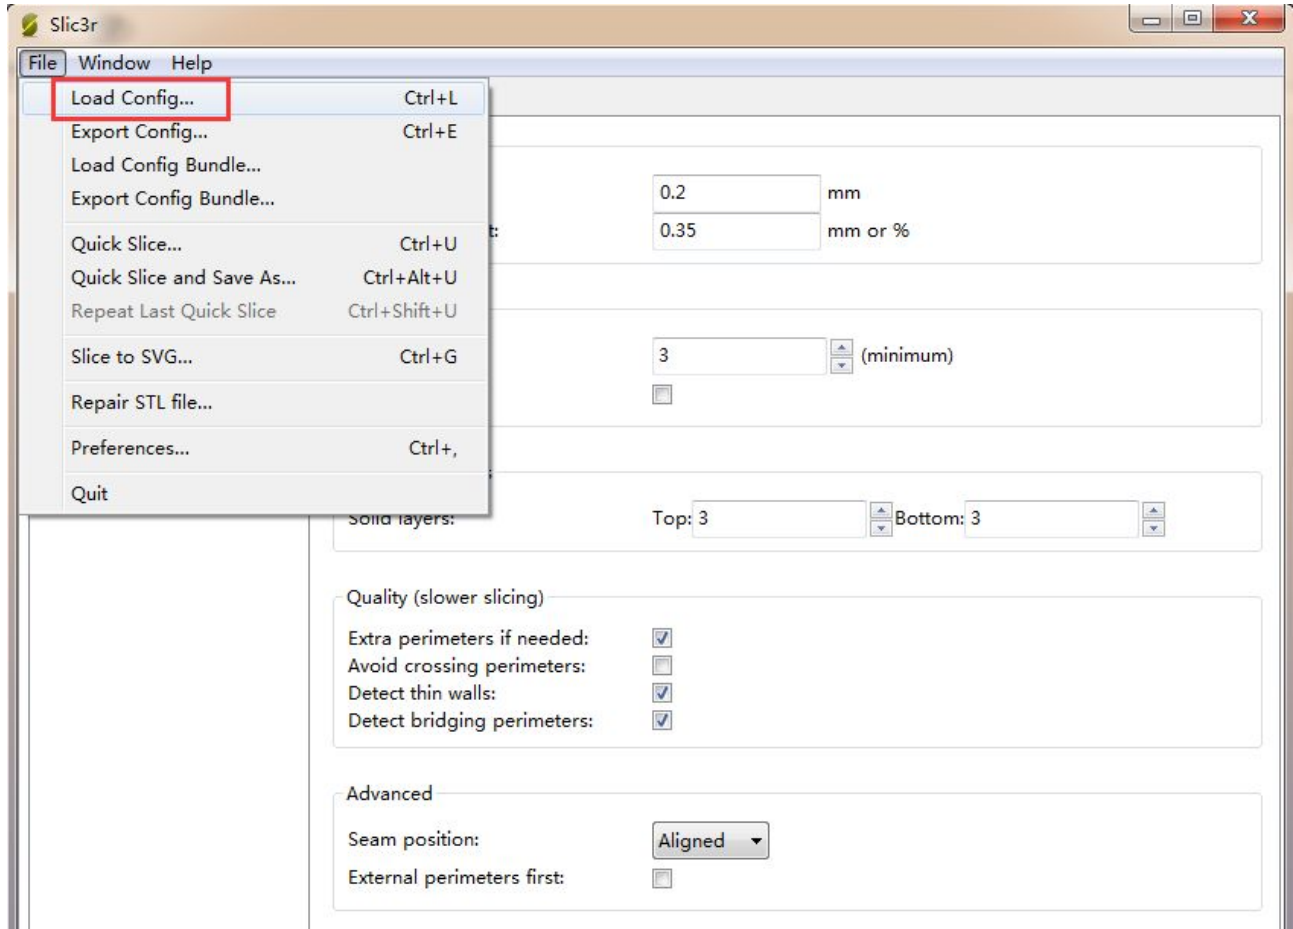 Slic3r
File Window Help
Load Config... Ctrl+L
Export Config... Ctrl+E
Load Config Bundle...
Export Config Bundle...
Quick Slice... Ctrl+U
Quick Slice and Save As... Ctrl+Alt+U
Repeat Last Quick Slice Ctrl+Shift+U
Slice to SVG... Ctrl+G
Repair STL file...
Preferences... Ctrl+,
Quit
0.2 mm
t: 0.35 mm or %
3 (minimum)
Solid layers: Top: 3 Bottom: 3
Quality (slower slicing)
Extra perimeters if needed:
Avoid crossing perimeters:
Detect thin walls:
Detect bridging perimeters:
Advanced
Seam position: Aligned
External perimeters first: